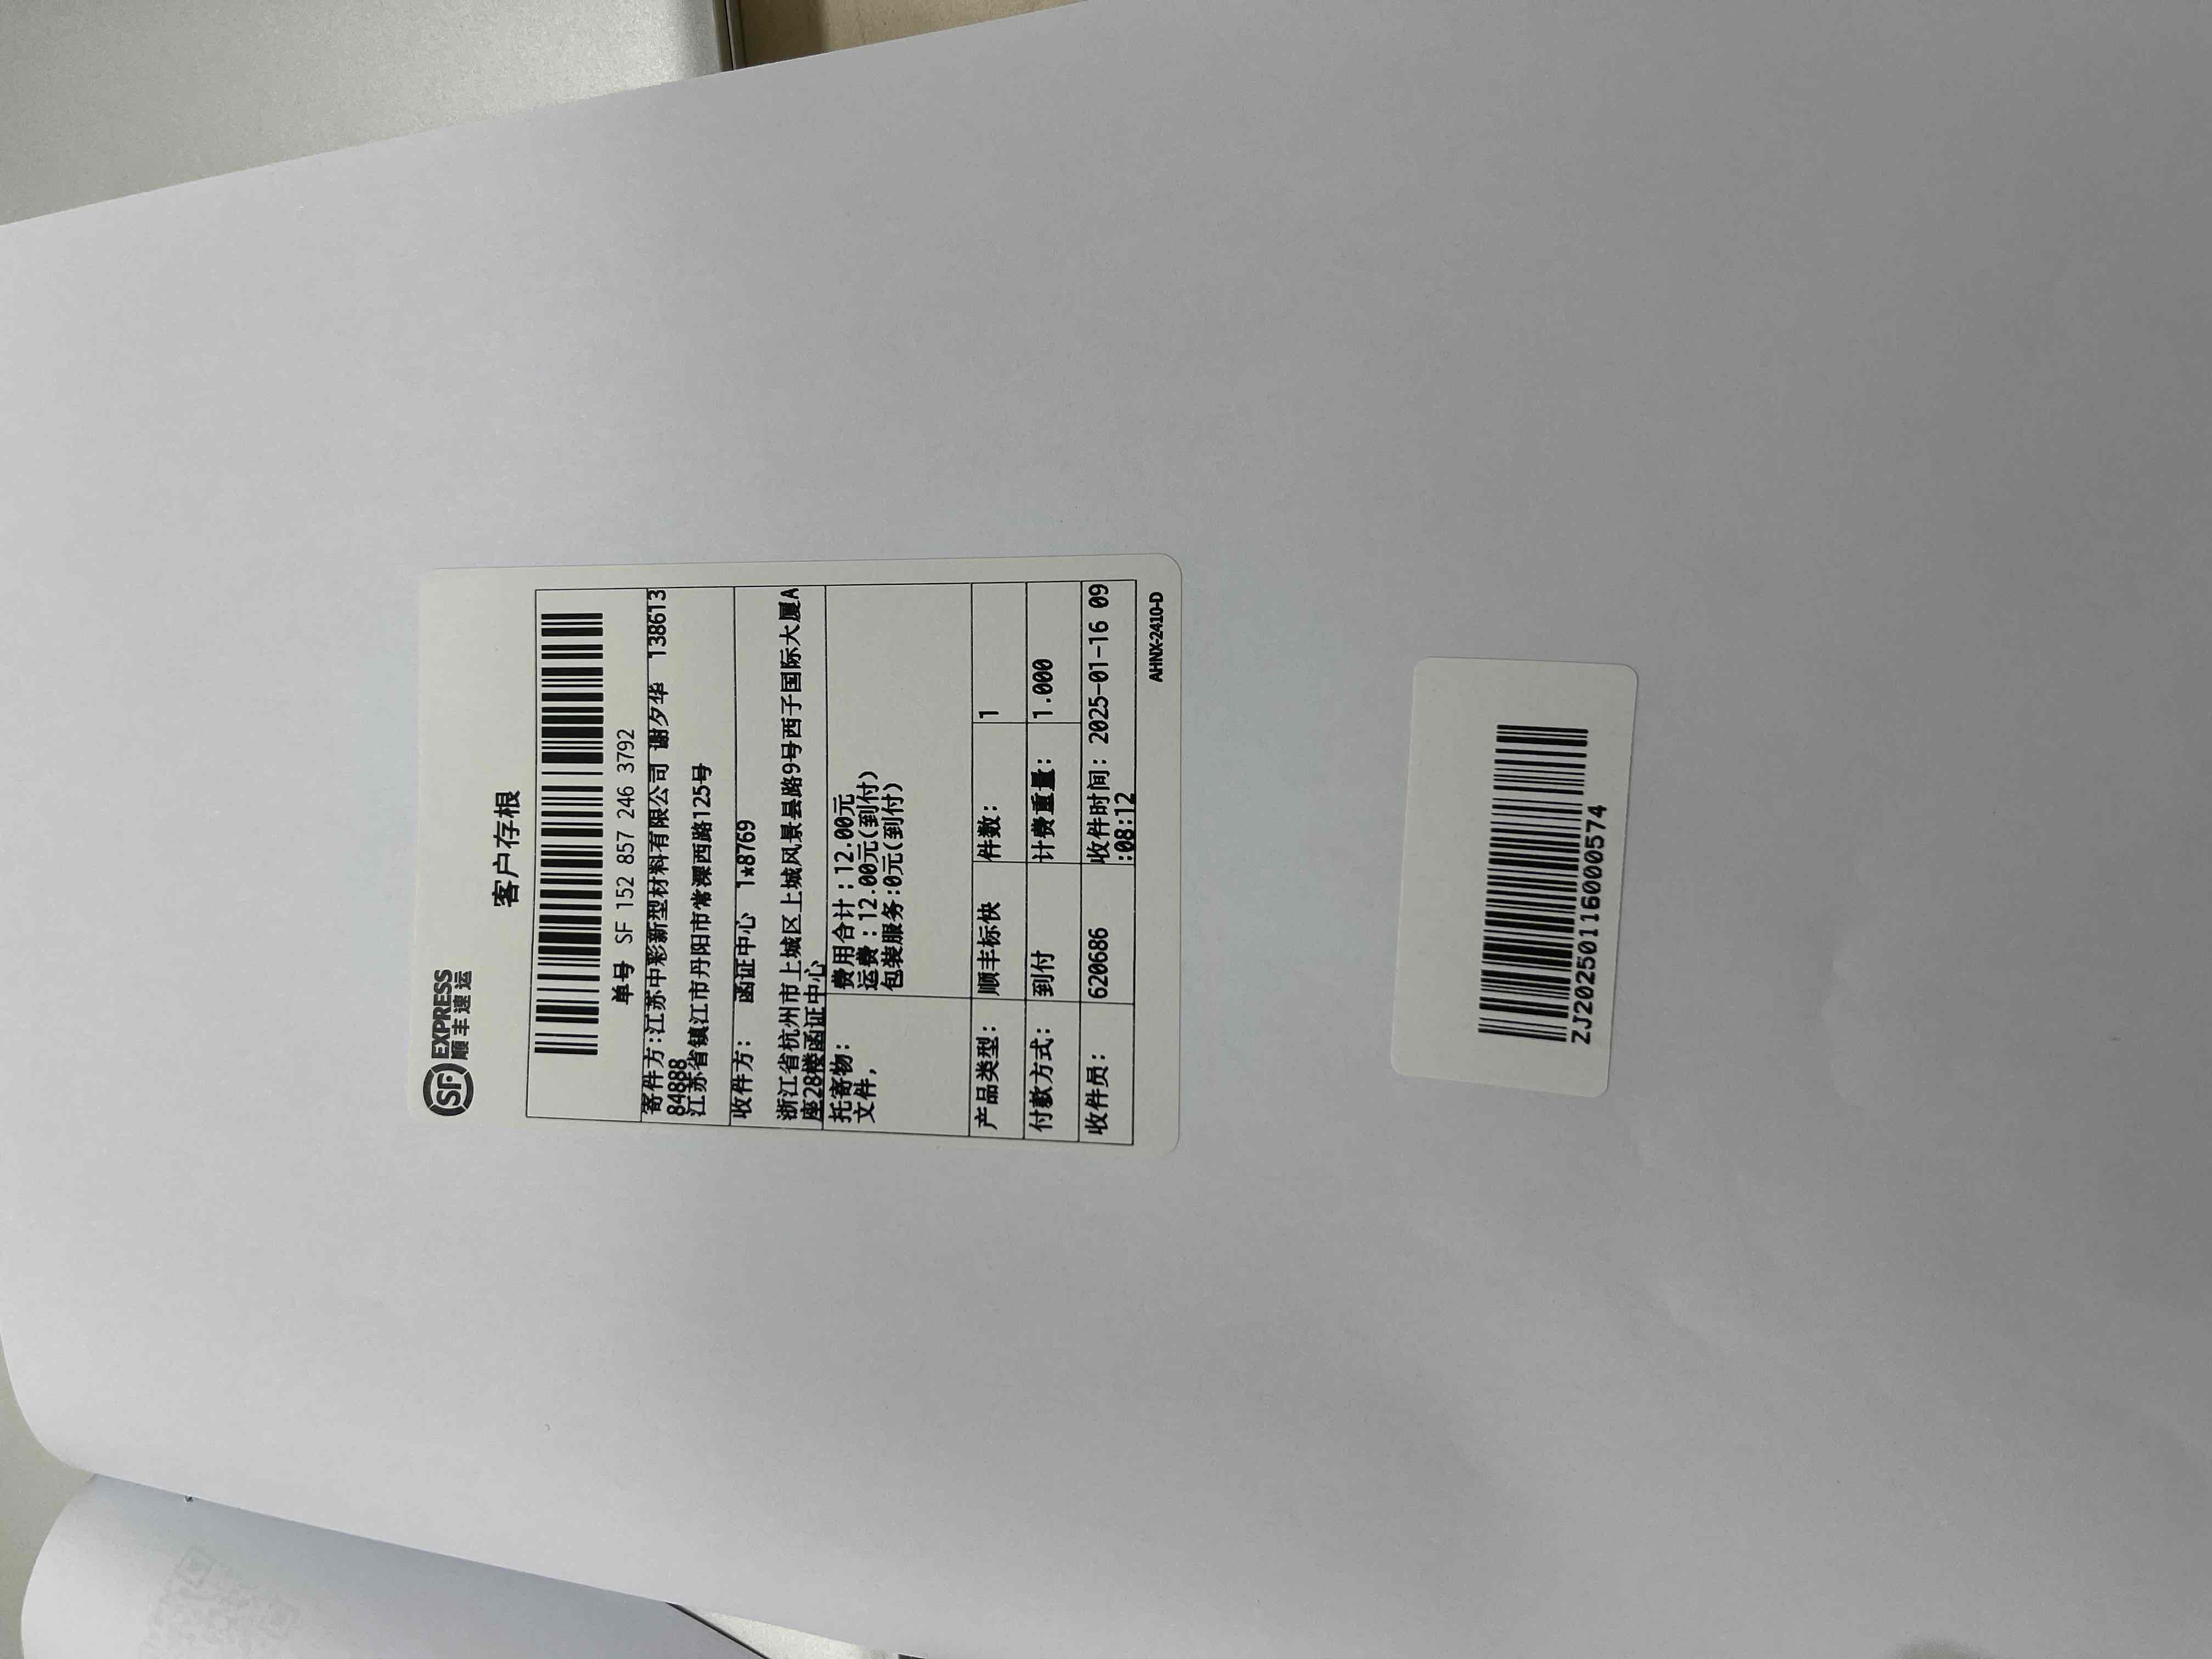 SF EXPRESS
顺丰速运
客户存根
单号 SF 152 857 246 3792
寄件方:江苏中彩新型材料有限公司 谢夕华 138613
84888
江苏省镇江市丹阳市常溧西路125号
收件方: 函证中心 1*8769
浙江省杭州市上城区上城风景昙路9号西子国际大厦A
座28楼函证中心
托寄物: 费用合计:12.00元
文件, 运费:12.00元(到付)
包装服务:0元(到付)
产品类型: 顺丰标快 件数: 1
付款方式: 到付 计费重量: 1.000
收件员: 620686 收件时间: 2025-01-16 09
:08:12
AHNX-2410-D
ZJ20250116000574